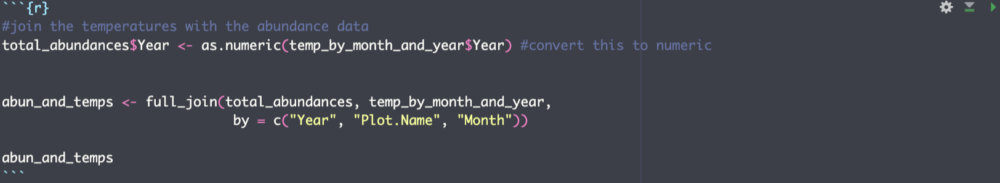 ```{r}
#join the temperatures with the abundance data
total_abundances$Year <- as.numeric(temp_by_month_and_year$Year) #convert this to numeric
abun_and_temps <- full_join(total_abundances, temp_by_month_and_year,
by = c("Year", "Plot.Name", "Month"))
abun_and_temps
```